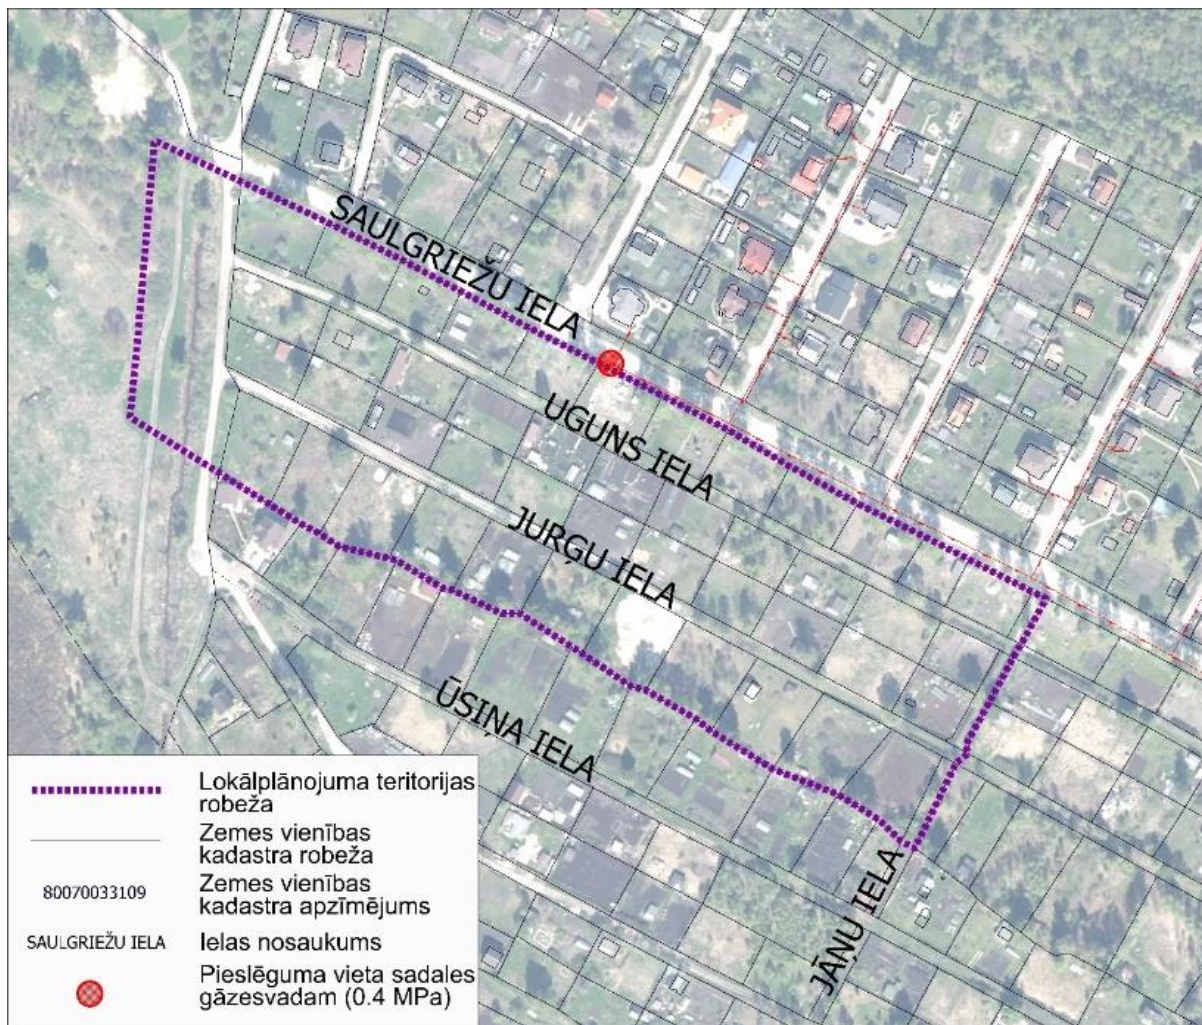 SAULGRIEŽU IELA
UGUNS IELA
JURĢU IELA
ŪSIŅA IELA
JĀŅU IELA
Lokālplānojuma teritorijas
robeža
Zemes vienības
kadastra robeža
80070033109
Zemes vienības
kadastra apzīmējums
SAULGRIEŽU IELA
Ielas nosaukums
Pieslēguma vieta sadales
gāzesvadam (0.4 MPa)